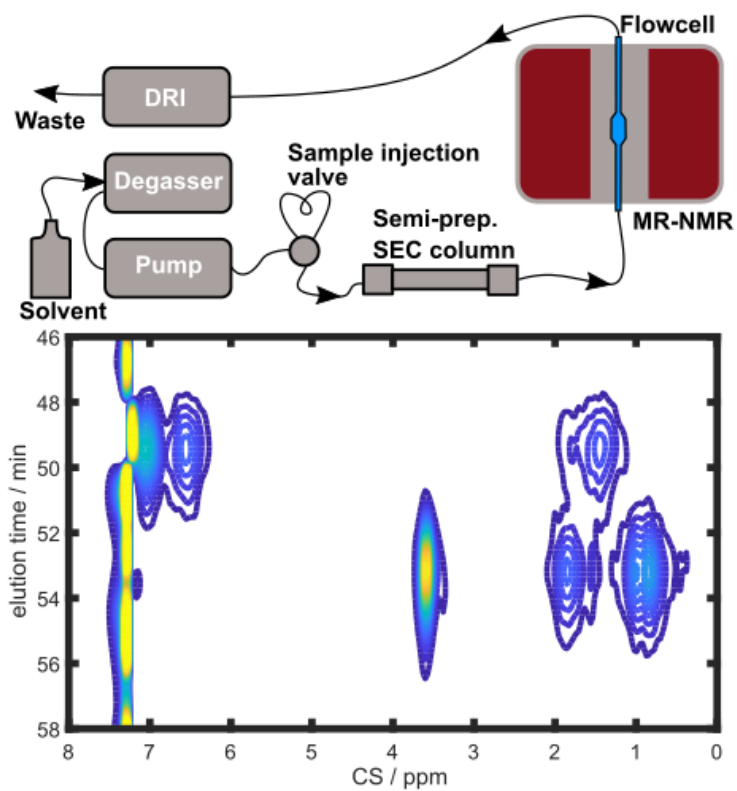 Flowcell
DRI
Waste
Sample injection
valve
Degasser
Semi-prep.
SEC column
MR-NMR
Pump
Solvent
46
48
50
52
54
56
58
elution time / min
8 7 6 5 4 3 2 1 0
CS / ppm